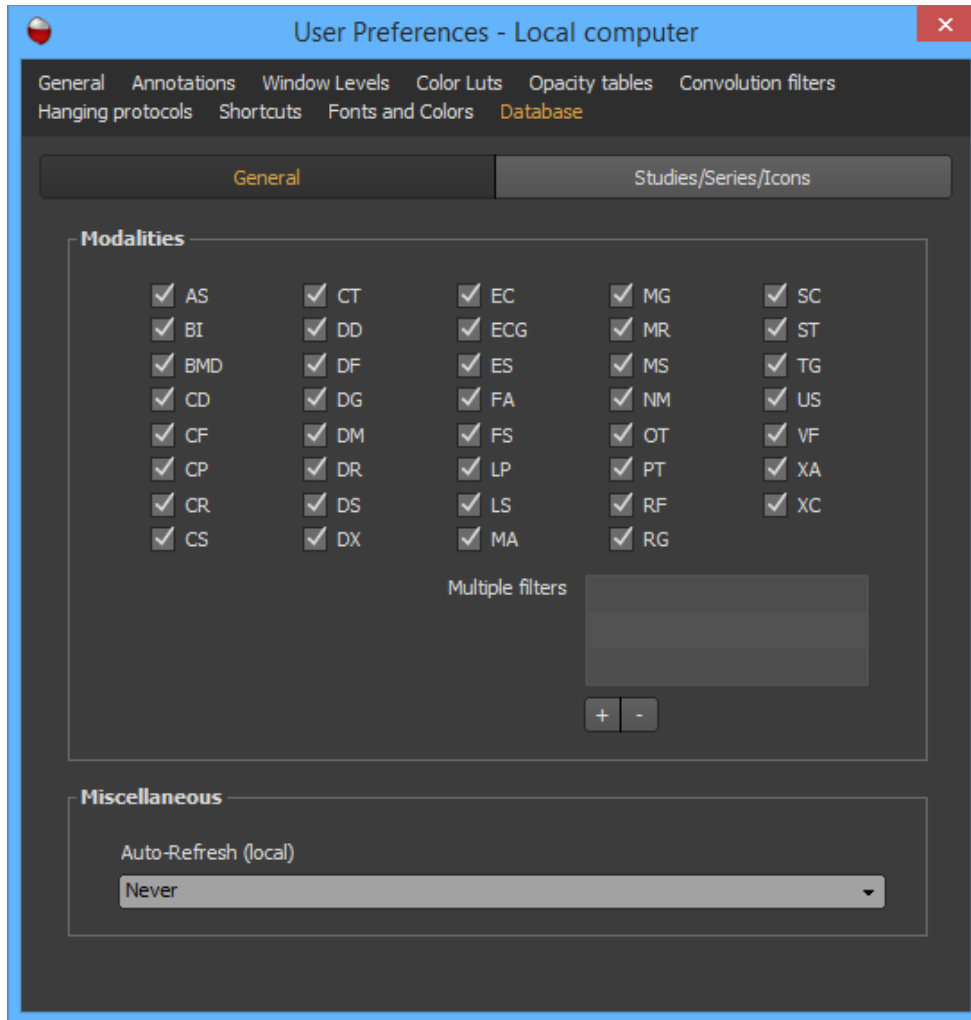 User Preferences - Local computer
General Annotations Window Levels Color Luts Opacity tables Convolution filters
Hanging protocols Shortcuts Fonts and Colors Database
General Studies/Series/Icons
Modalities
AS CT EC MG SC
BI DD ECG MR ST
BMD DF ES MS TG
CD DG FA NM US
CF DM FS OT VF
CP DR LP PT XA
CR DS LS RF XC
CS DX MA RG
Multiple filters
+ -
Miscellaneous
Auto-Refresh (local)
Never